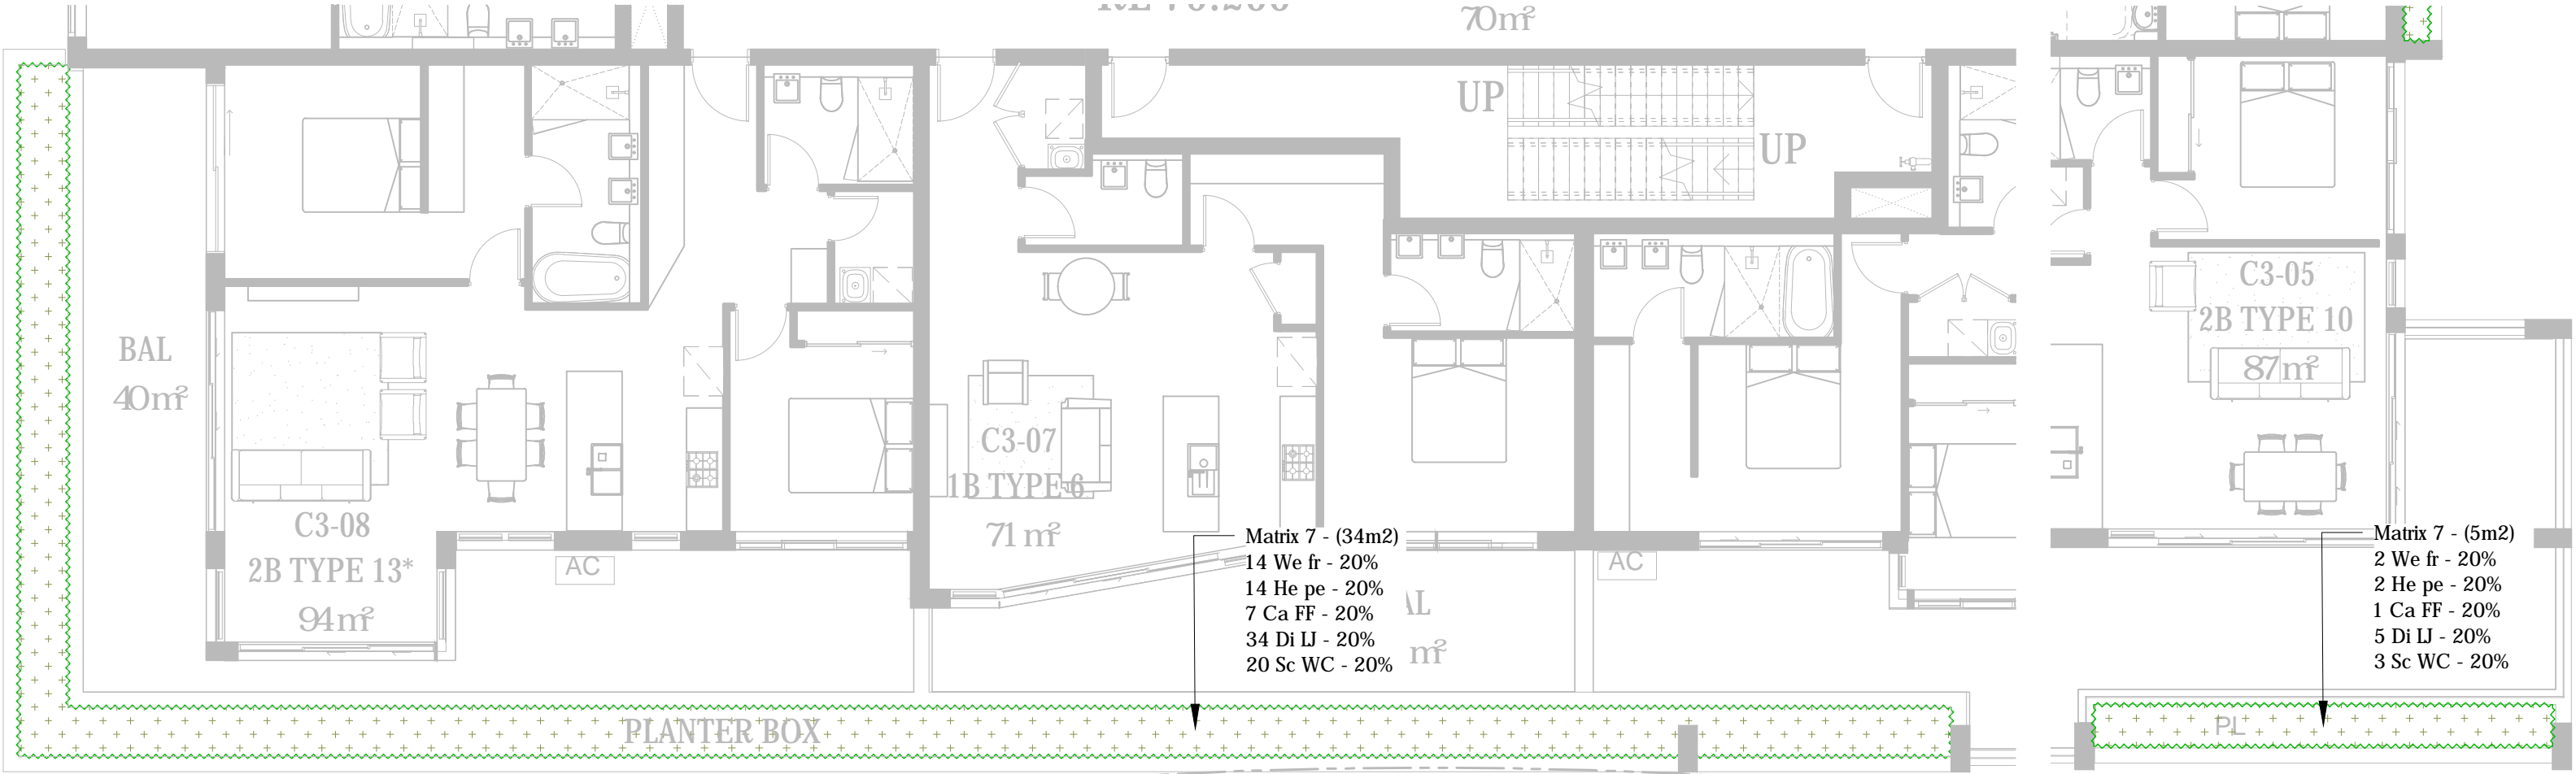 70m²
UP
UP
BAL
40m²
C3-08
2B TYPE 13*
94m²
AC
C3-07
1B TYPE 6
71 m²
Matrix 7 - (34m2)
14 We fr - 20%
14 He pe - 20%
7 Ca FF - 20%
34 Di LJ - 20%
20 Sc WC - 20%
AL
m²
AC
PLANTER BOX
C3-05
2B TYPE 10
87m²
Matrix 7 - (5m2)
2 We fr - 20%
2 He pe - 20%
1 Ca FF - 20%
5 Di LJ - 20%
3 Sc WC - 20%
PL